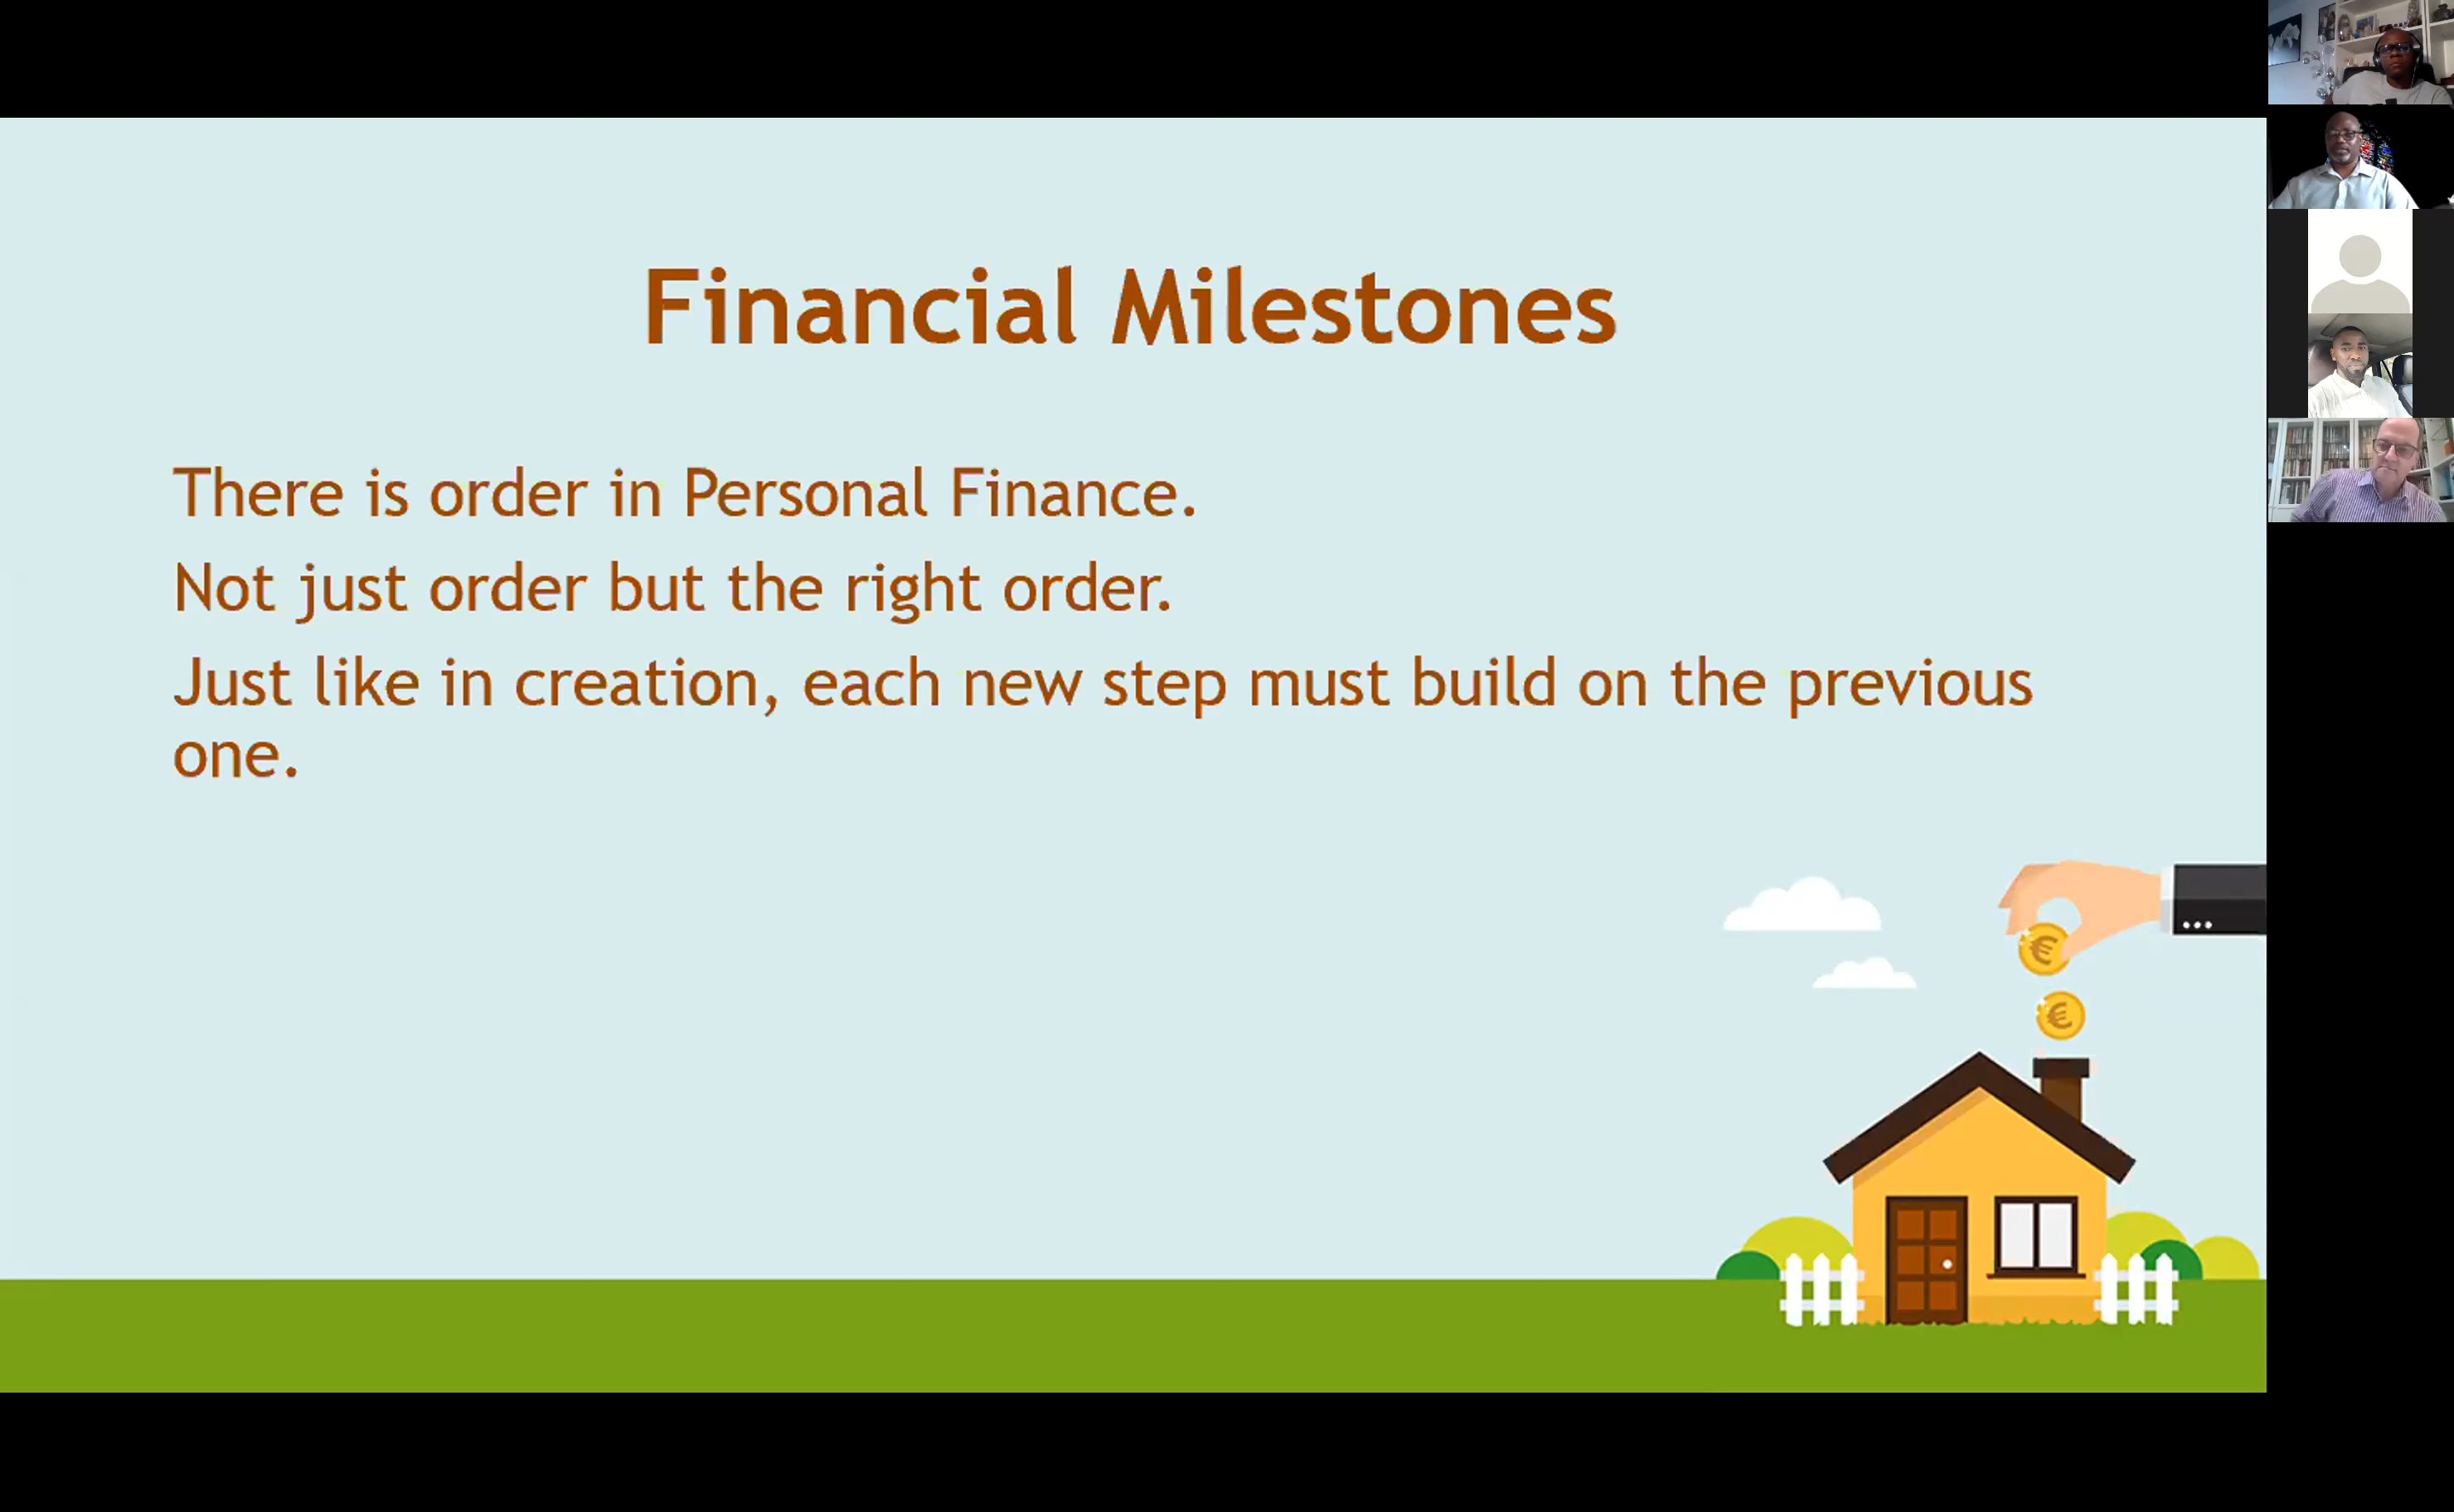 Financial Milestones
There is order in Personal Finance.
Not just order but the right order.
Just like in creation, each new step must build on the previous
one.
€
€